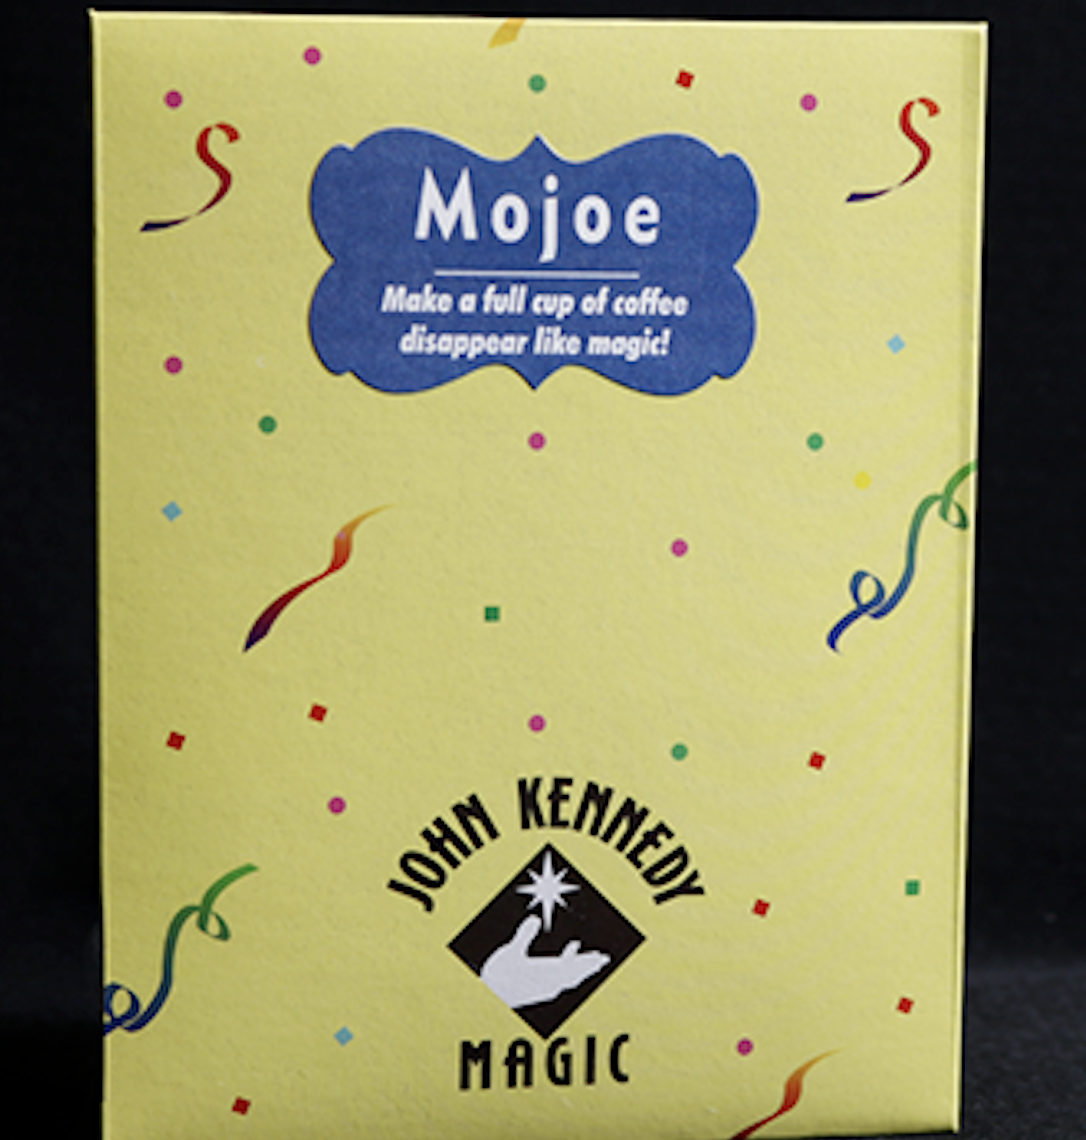 Mojoe
Make a full cup of coffee
disappear like magic!
JOHN KENNEDY
MAGIC